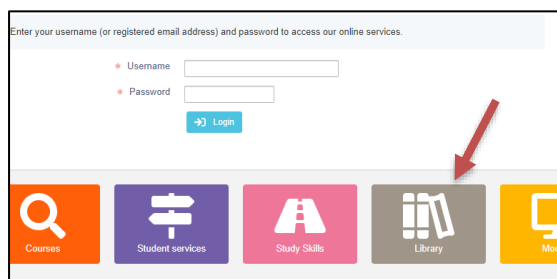 Enter your username (or registered email address) and password to access our online services.
* Username
* Password
Login
Courses
Student services
Study Skills
Library